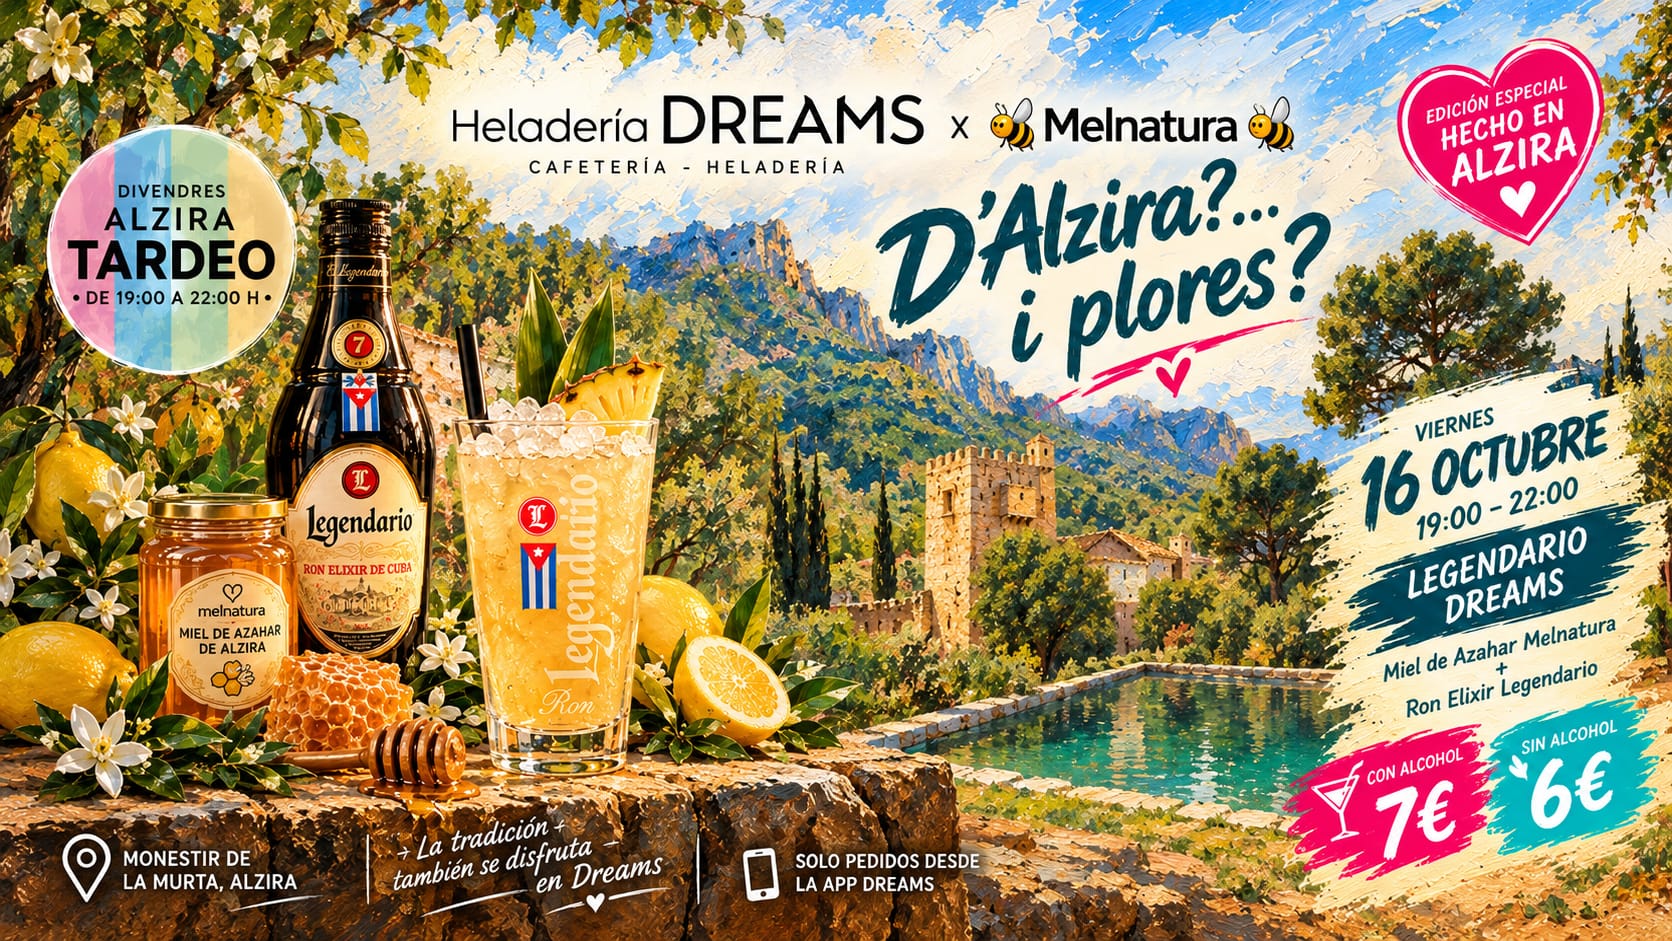 Heladería DREAMS x Melnatura
CAFETERÍA - HELADERÍA
EDICIÓN ESPECIAL
HECHO EN
ALZIRA
DIVENDRES
ALZIRA
TARDEO
• DE 19:00 A 22:00 H •
D'Alzira?...
i plores?
VIERNES
16 OCTUBRE
19:00 – 22:00
LEGENDARIO
DREAMS
Miel de Azahar Melnatura
+
Ron Elixir Legendario
CON ALCOHOL
7€
SIN ALCOHOL
6€
7
L
Legendario
RON ELIXIR DE CUBA
melnatura
MIEL DE AZAHAR
DE ALZIRA
L
Legendario
Ron
MONESTIR DE
LA MURTA, ALZIRA
La tradición
también se disfruta
en Dreams
SOLO PEDIDOS DESDE
LA APP DREAMS